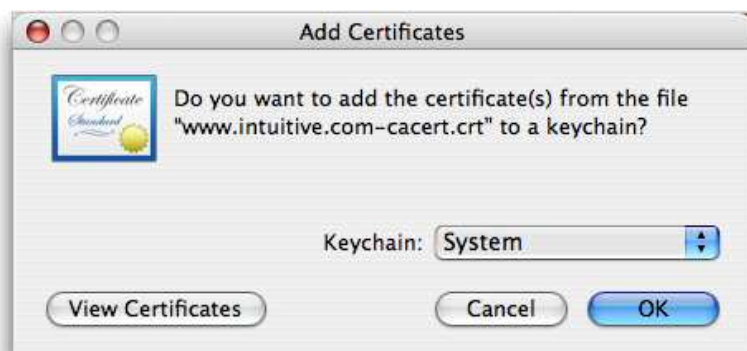 Add Certificates
Certificate
Standard
Do you want to add the certificate(s) from the file
"www.intuitive.com-cacert.crt" to a keychain?
Keychain: System
View Certificates Cancel OK